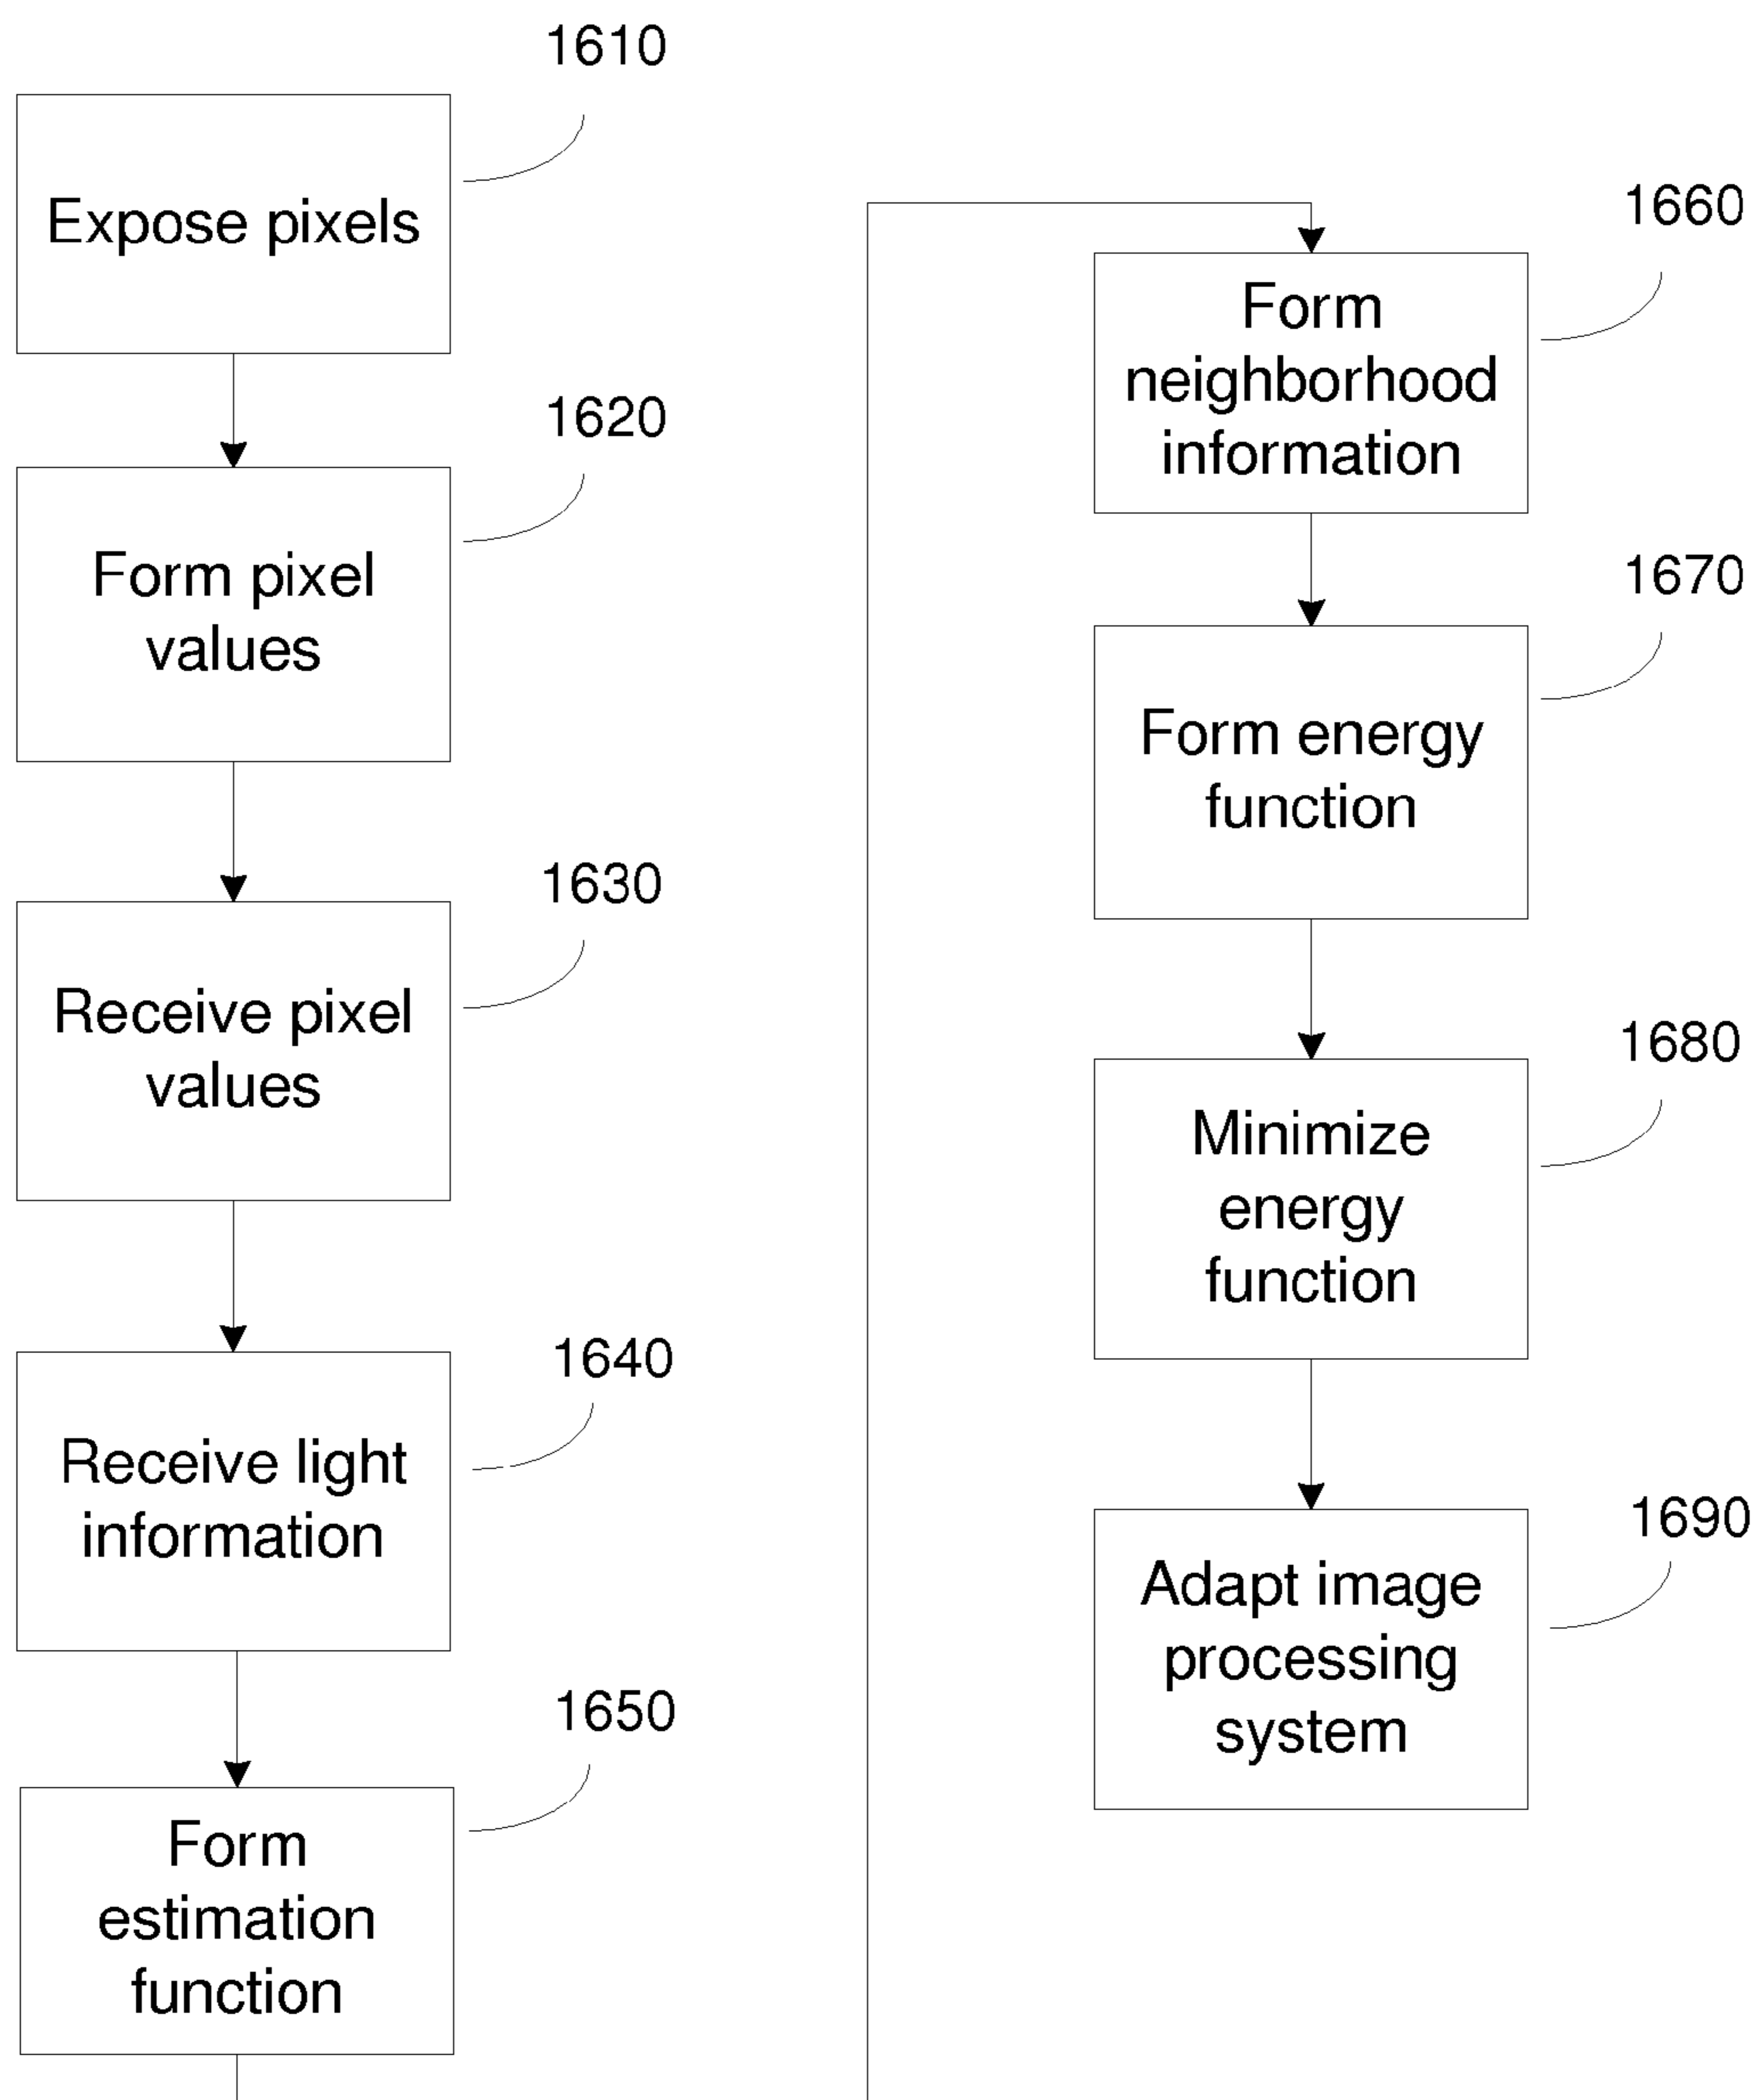 1610
Expose pixels
1620
Form pixel
values
1630
Receive pixel
values
1640
Receive light
information
1650
Form
estimation
function
1660
Form
neighborhood
information
1670
Form energy
function
1680
Minimize
energy
function
1690
Adapt image
processing
system